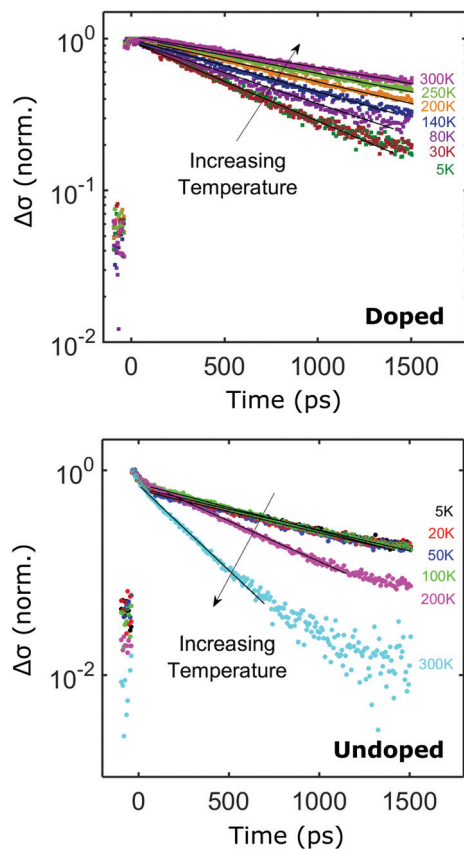 Δσ (norm.)
10⁰
10⁻¹
10⁻²
300K
250K
200K
140K
80K
30K
5K
Increasing
Temperature
Doped
0
500
1000
1500
Time (ps)
Δσ (norm.)
10⁰
10⁻²
5K
20K
50K
100K
200K
300K
Increasing
Temperature
Undoped
0
500
1000
1500
Time (ps)